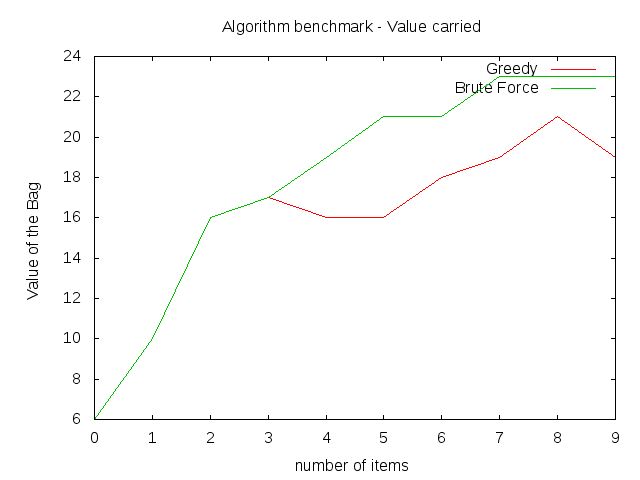 Algorithm benchmark - Value carried
24
22
20
18
16
14
12
10
8
6
Value of the Bag
Greedy
Brute Force
0 1 2 3 4 5 6 7 8 9
number of items